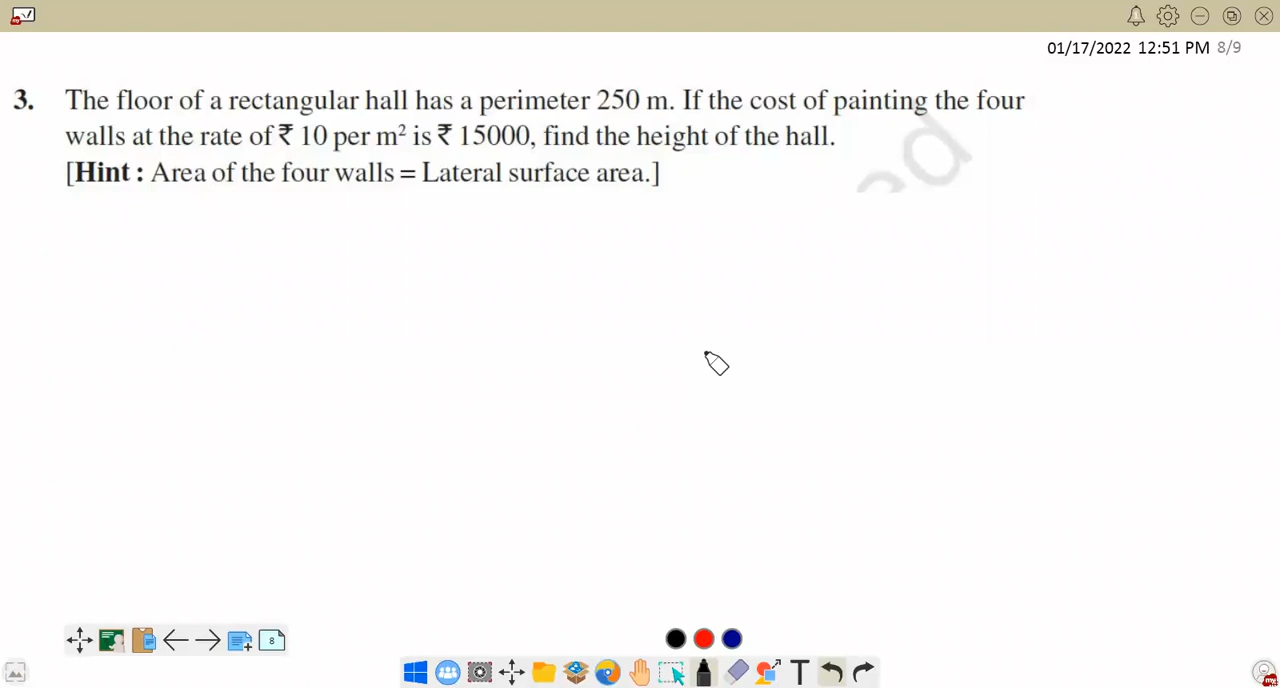 01/17/2022 12:51 PM 8/9
3. The floor of a rectangular hall has a perimeter 250 m. If the cost of painting the four
walls at the rate of ₹ 10 per m² is ₹ 15000, find the height of the hall.
[Hint : Area of the four walls = Lateral surface area.]
ed
8
T